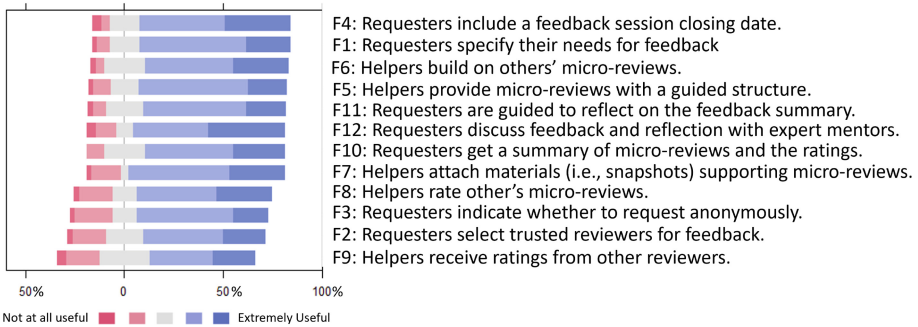 F4: Requesters include a feedback session closing date.
F1: Requesters specify their needs for feedback
F6: Helpers build on others' micro-reviews.
F5: Helpers provide micro-reviews with a guided structure.
F11: Requesters are guided to reflect on the feedback summary.
F12: Requesters discuss feedback and reflection with expert mentors.
F10: Requesters get a summary of micro-reviews and the ratings.
F7: Helpers attach materials (i.e., snapshots) supporting micro-reviews.
F8: Helpers rate other's micro-reviews.
F3: Requesters indicate whether to request anonymously.
F2: Requesters select trusted reviewers for feedback.
F9: Helpers receive ratings from other reviewers.
50% 0 50% 100%
Not at all useful Extremely Useful